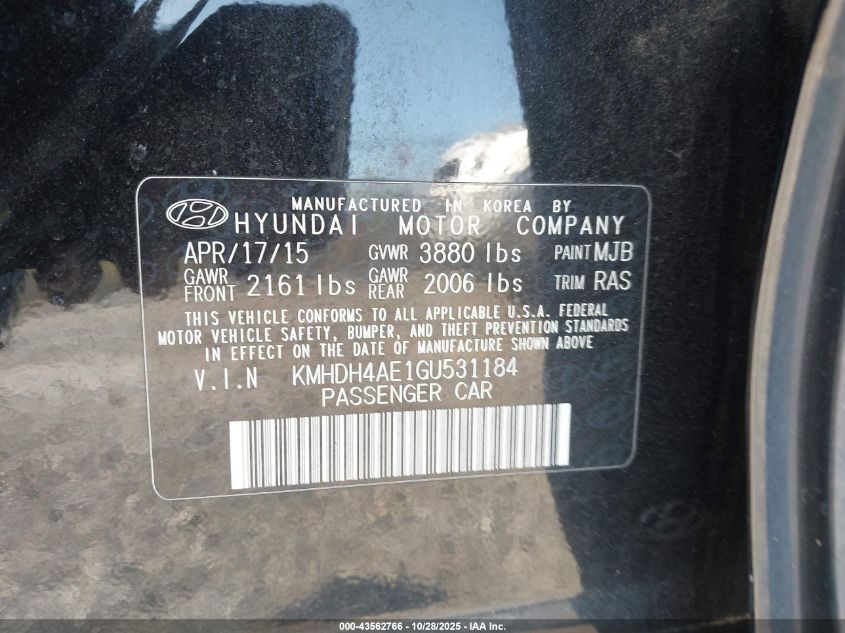 MANUFACTURED IN KOREA BY
HYUNDAI MOTOR COMPANY
APR/17/15 GVWR 3880 lbs PAINT MJB
GAWR FRONT 2161 lbs GAWR REAR 2006 lbs TRIM RAS
THIS VEHICLE CONFORMS TO ALL APPLICABLE U.S.A. FEDERAL
MOTOR VEHICLE SAFETY, BUMPER, AND THEFT PREVENTION STANDARDS
IN EFFECT ON THE DATE OF MANUFACTURE SHOWN ABOVE
V.I.N KMHDH4AE1GU531184
PASSENGER CAR
000-43562766 - 10/28/2025 - IAA Inc.